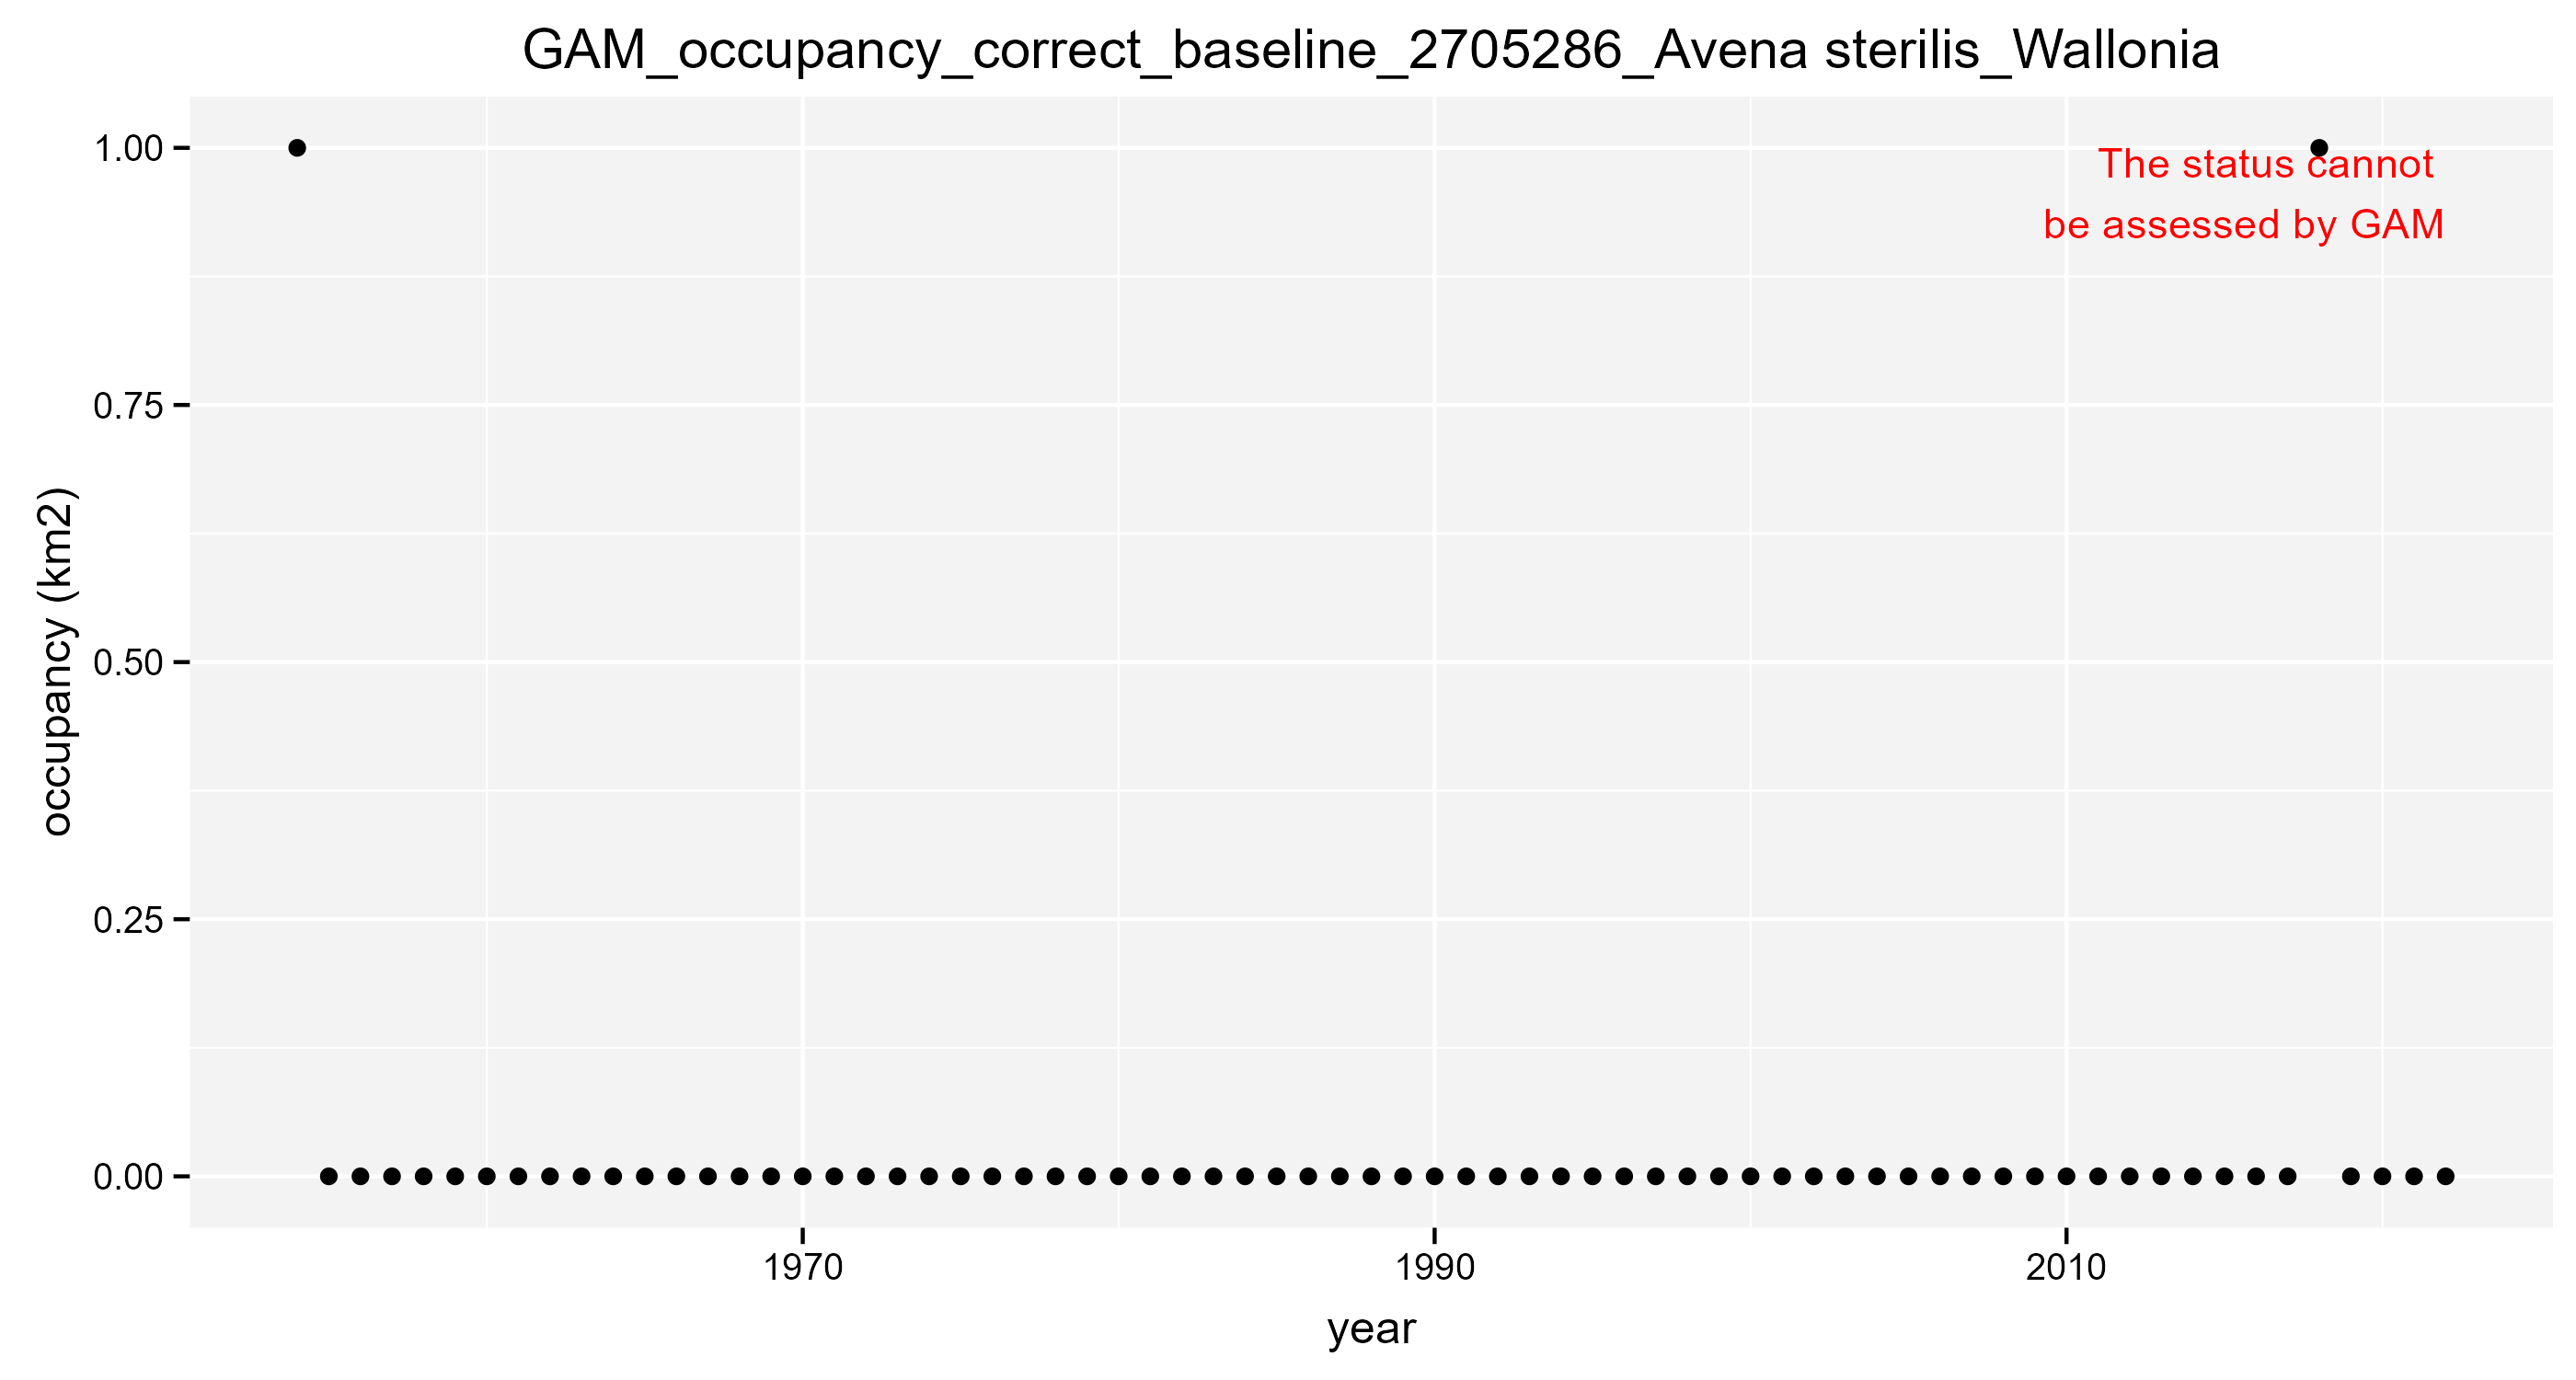 GAM_occupancy_correct_baseline_2705286_Avena sterilis_Wallonia
1.00
The status cannot
be assessed by GAM
0.75
occupancy (km2)
0.50
0.25
0.00
1970
1990
2010
year